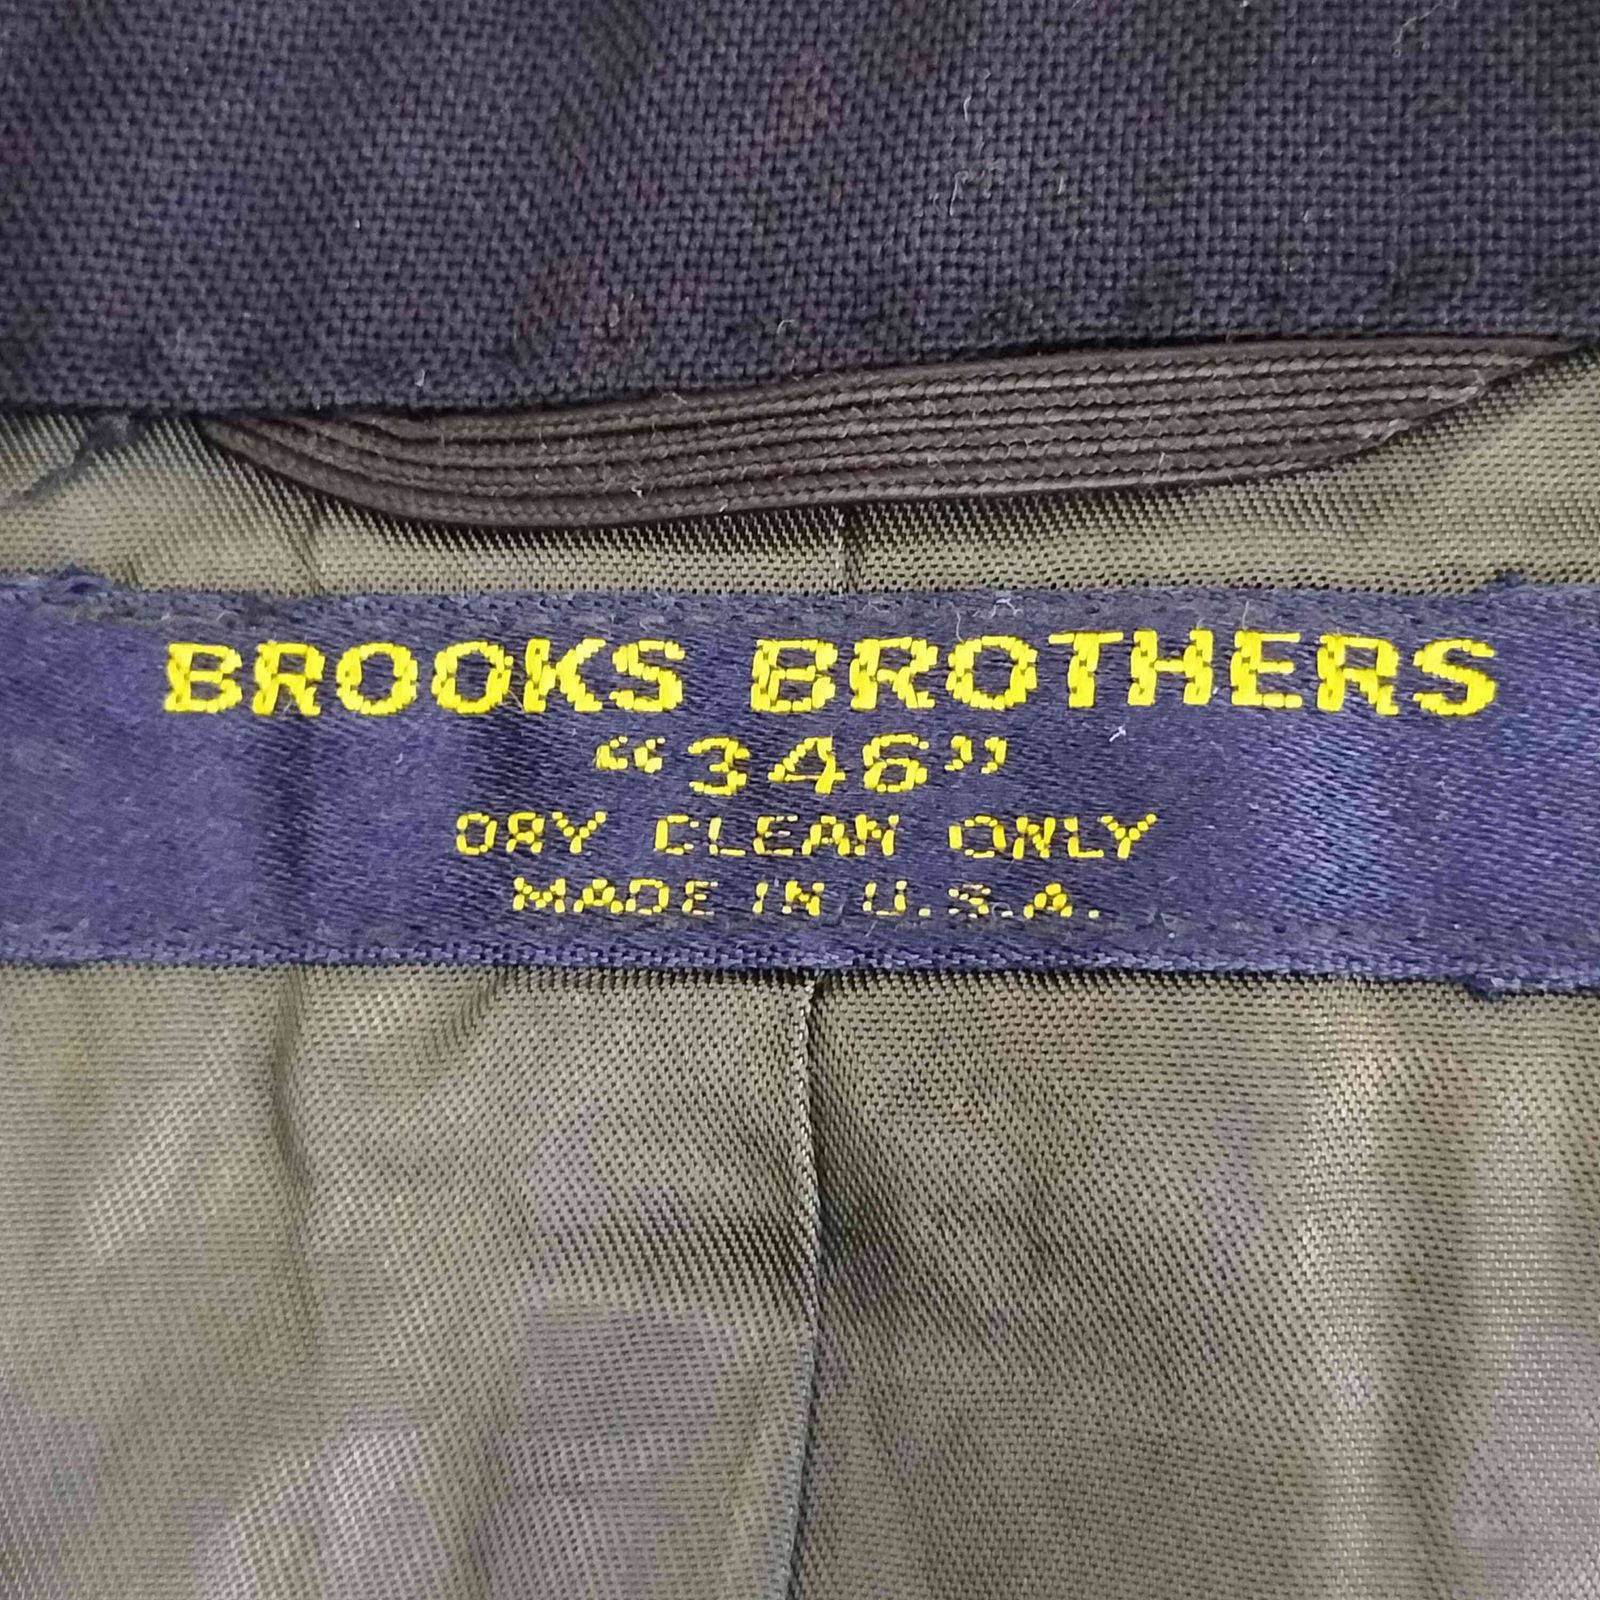 BROOKS BROTHERS
“346”
DRY CLEAN ONLY
MADE IN U.S.A.